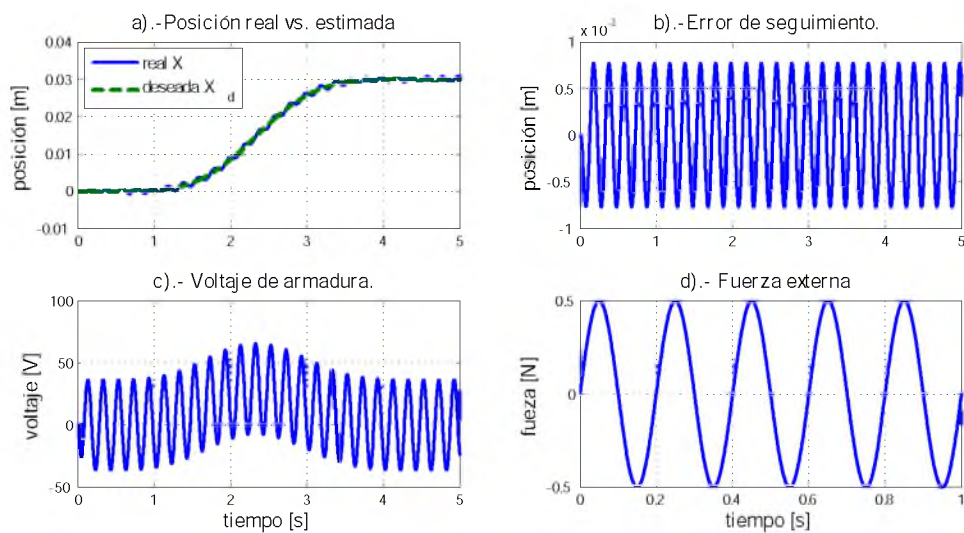 a).-Posición real vs. estimada
0.04
0.03
0.02
0.01
0
-0.01
posición [m]
real X
deseada X d
0 1 2 3 4 5
b).-Error de seguimiento.
1
0.5
0
-0.5
-1
posición [m]
0 1 2 3 4 5
c).- Voltaje de armadura.
100
50
0
-50
voltaje [V]
0 1 2 3 4 5
tiempo [s]
d).- Fuerza externa
0.5
0
-0.5
fueza [N]
0 0.2 0.4 0.6 0.8 1
tiempo [s]